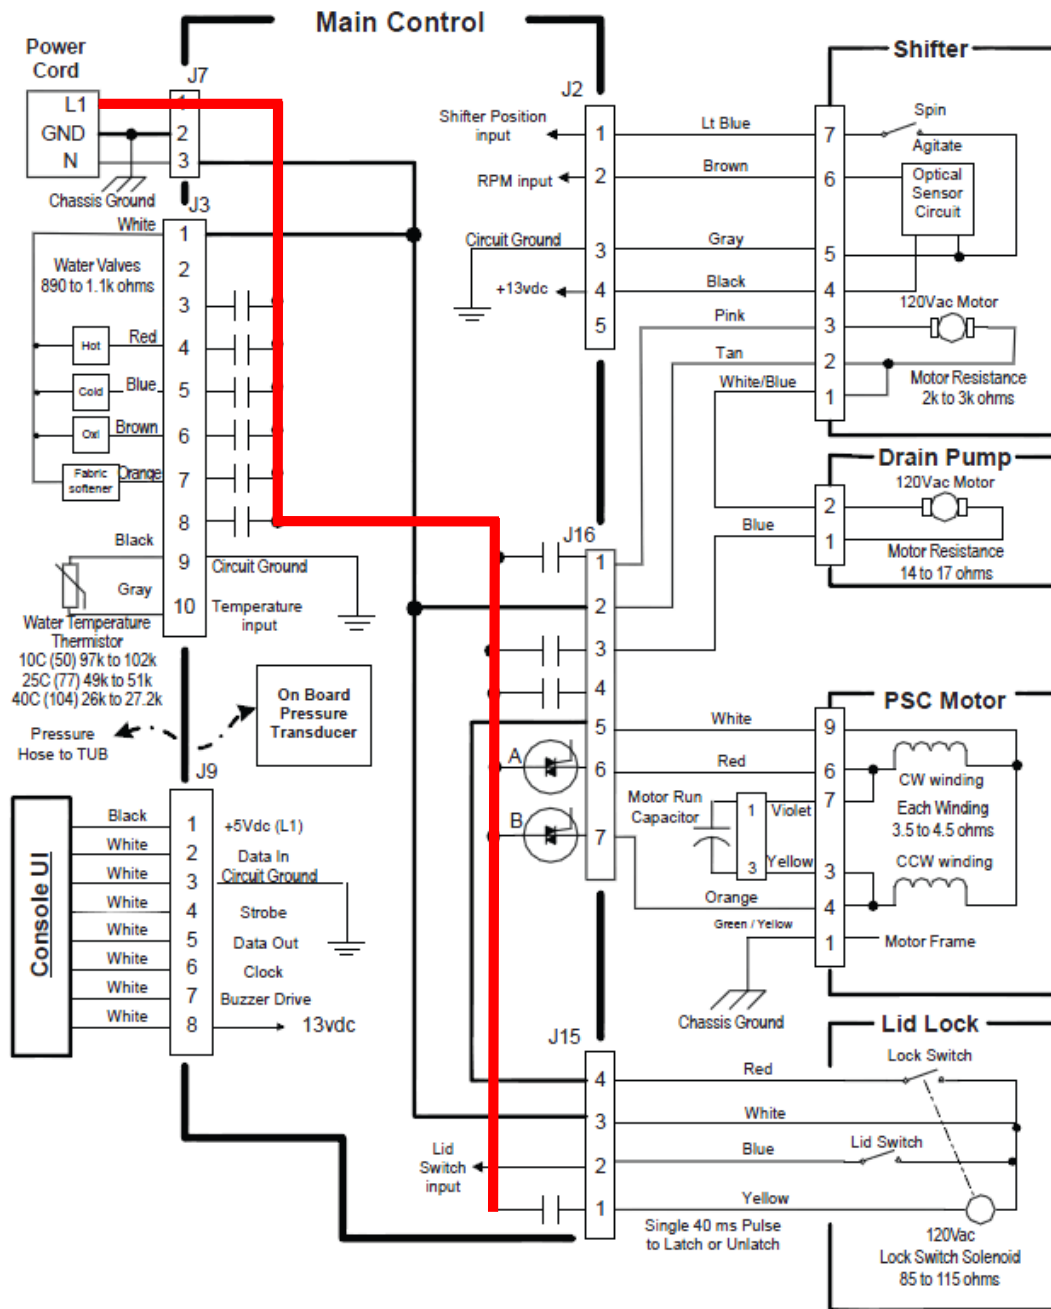 Main Control
Power
Cord
L1
GND
N
J7
1
2
3
Chassis Ground
J3
White
1
2
3
4
5
6
7
8
9
10
Water Valves
890 to 1.1k ohms
Hot
Red
Cold
Blue
Oxi
Brown
Fabric
softener
Orange
Black
Circuit Ground
Gray
Temperature
input
Water Temperature
Thermistor
10C (50) 97k to 102k
25C (77) 49k to 51k
40C (104) 26k to 27.2k
Pressure
Hose to TUB
On Board
Pressure
Transducer
J9
Console UI
Black
1
+5Vdc (L1)
White
2
Data In
White
3
Circuit Ground
White
4
Strobe
White
5
Data Out
White
6
Clock
White
7
Buzzer Drive
White
8
13vdc
J2
Shifter Position
input
1
Lt Blue
RPM input
2
Brown
Circuit Ground
3
Gray
+13vdc
4
Black
5
Pink
Tan
White/Blue
Shifter
7
Spin
Agitate
6
Optical
Sensor
Circuit
5
4
120Vac Motor
3
2
1
Motor Resistance
2k to 3k ohms
Drain Pump
120Vac Motor
2
1
Blue
Motor Resistance
14 to 17 ohms
J16
1
2
3
4
5
6
7
A
B
White
Red
Motor Run
Capacitor
1
3
Violet
Yellow
Orange
Green / Yellow
Chassis Ground
PSC Motor
9
6
7
3
4
1
CW winding
Each Winding
3.5 to 4.5 ohms
CCW winding
Motor Frame
J15
4
3
2
1
Lid
Switch
input
Red
White
Blue
Yellow
Single 40 ms Pulse
to Latch or Unlatch
Lid Lock
Lock Switch
Lid Switch
120Vac
Lock Switch Solenoid
85 to 115 ohms